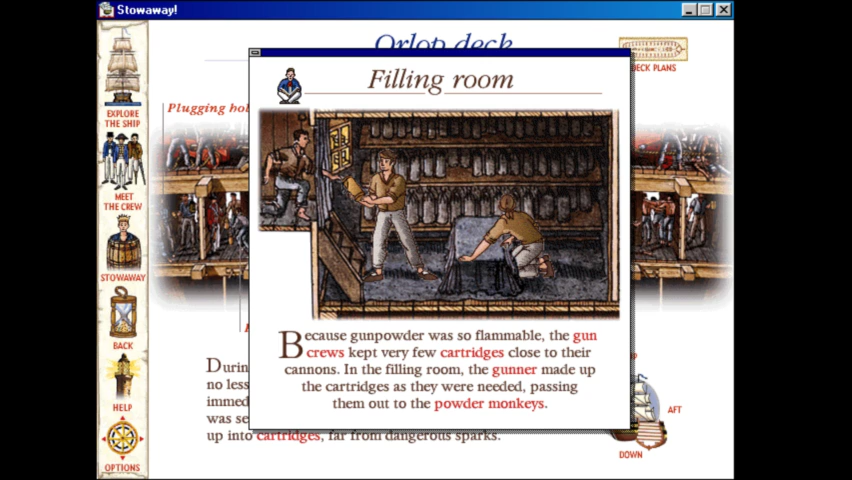 Stowaway!
Orlop deck
DECK PLANS
EXPLORE
THE SHIP
MEET
THE CREW
STOWAWAY
BACK
HELP
OPTIONS
Plugging hol
Filling room
Because gunpowder was so flammable, the gun
crews kept very few cartridges close to their
cannons. In the filling room, the gunner made up
the cartridges as they were needed, passing
them out to the powder monkeys.
Durin
no less
immed
was se
up into cartridges, far from dangerous sparks.
AFT
DOWN